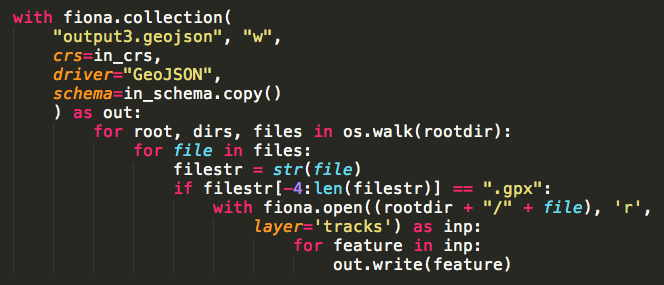 with fiona.collection(
"output3.geojson", "w",
crs=in_crs,
driver="GeoJSON",
schema=in_schema.copy()
) as out:
for root, dirs, files in os.walk(rootdir):
for file in files:
filestr = str(file)
if filestr[-4:len(filestr)] == ".gpx":
with fiona.open((rootdir + "/" + file), 'r',
layer='tracks') as inp:
for feature in inp:
out.write(feature)